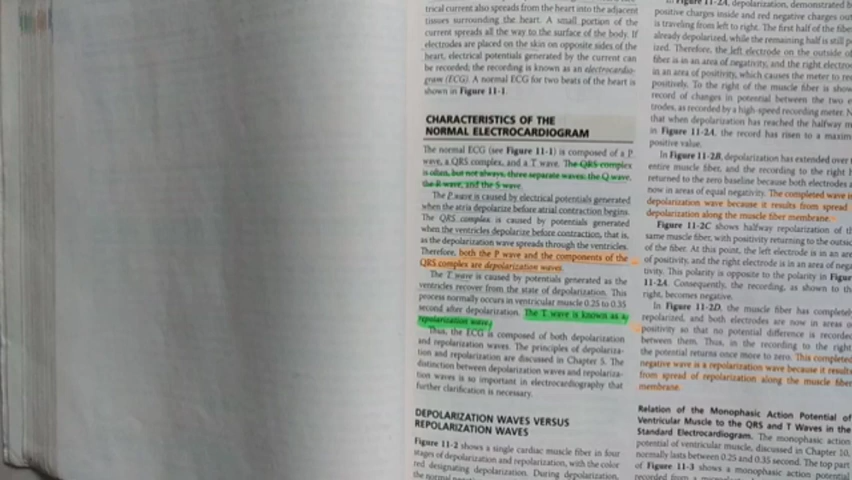 trical current also spreads from the heart into the adjacent
tissues surrounding the heart. A small portion of the
current spreads all the way to the surface of the body. If
electrodes are placed on the skin on opposite sides of the
heart, electrical potentials generated by the current can
be recorded; the recording is known as an electrocardio-
gram (ECG). A normal ECG for two beats of the heart is
shown in Figure 11-1.
CHARACTERISTICS OF THE
NORMAL ELECTROCARDIOGRAM
The normal ECG (see Figure 11-1) is composed of a P
wave, a QRS complex, and a T wave. The QRS complex
is often, but not always, three separate waves: the Q wave,
the R wave, and the S wave.
The P wave is caused by electrical potentials generated
when the atria depolarize before atrial contraction begins.
The QRS complex is caused by potentials generated
when the ventricles depolarize before contraction, that is,
as the depolarization wave spreads through the ventricles.
Therefore, both the P wave and the components of the
QRS complex are depolarization waves.
The T wave is caused by potentials generated as the
ventricles recover from the state of depolarization. This
process normally occurs in ventricular muscle 0.25 to 0.35
second after depolarization. The T wave is known as a
repolarization wave.
Thus, the ECG is composed of both depolarization
and repolarization waves. The principles of depolariza-
tion and repolarization are discussed in Chapter 5. The
distinction between depolarization waves and repolariza-
tion waves is so important in electrocardiography that
further clarification is necessary.
DEPOLARIZATION WAVES VERSUS
REPOLARIZATION WAVES
Figure 11-2 shows a single cardiac muscle fiber in four
stages of depolarization and repolarization, with the color
red designating depolarization. During depolarization,
the normal
In Figure 11-2A, depolarization, demonstrated b
positive charges inside and red negative charges out
is traveling from left to right. The first half of the fibe
already depolarized, while the remaining half is still p
ized. Therefore, the left electrode on the outside of
fiber is in an area of negativity, and the right electro
in an area of positivity, which causes the meter to re
positively. To the right of the muscle fiber is show
record of changes in potential between the two e
trodes, as recorded by a high-speed recording meter. N
that when depolarization has reached the halfway m
in Figure 11-2A, the record has risen to a maxim
positive value.
In Figure 11-2B, depolarization has extended over t
entire muscle fiber, and the recording to the right h
returned to the zero baseline because both electrodes a
now in areas of equal negativity. The completed wave is
depolarization wave because it results from spread
depolarization along the muscle fiber membrane.
Figure 11-2C shows halfway repolarization of th
same muscle fiber, with positivity returning to the outsid
of the fiber. At this point, the left electrode is in an are
of positivity, and the right electrode is in an area of nega
tivity. This polarity is opposite to the polarity in Figure
11-2A. Consequently, the recording, as shown to th
right, becomes negative.
In Figure 11-2D, the muscle fiber has completely
repolarized, and both electrodes are now in areas o
positivity so that no potential difference is recorded
between them. Thus, in the recording to the right
the potential returns once more to zero. This completed
negative wave is a repolarization wave because it results
from spread of repolarization along the muscle fiber
membrane.
Relation of the Monophasic Action Potential of
Ventricular Muscle to the QRS and T Waves in the
Standard Electrocardiogram. The monophasic action
potential of ventricular muscle, discussed in Chapter 10,
normally lasts between 0.25 and 0.35 second. The top part
of Figure 11-3 shows a monophasic action potential
recorded from a